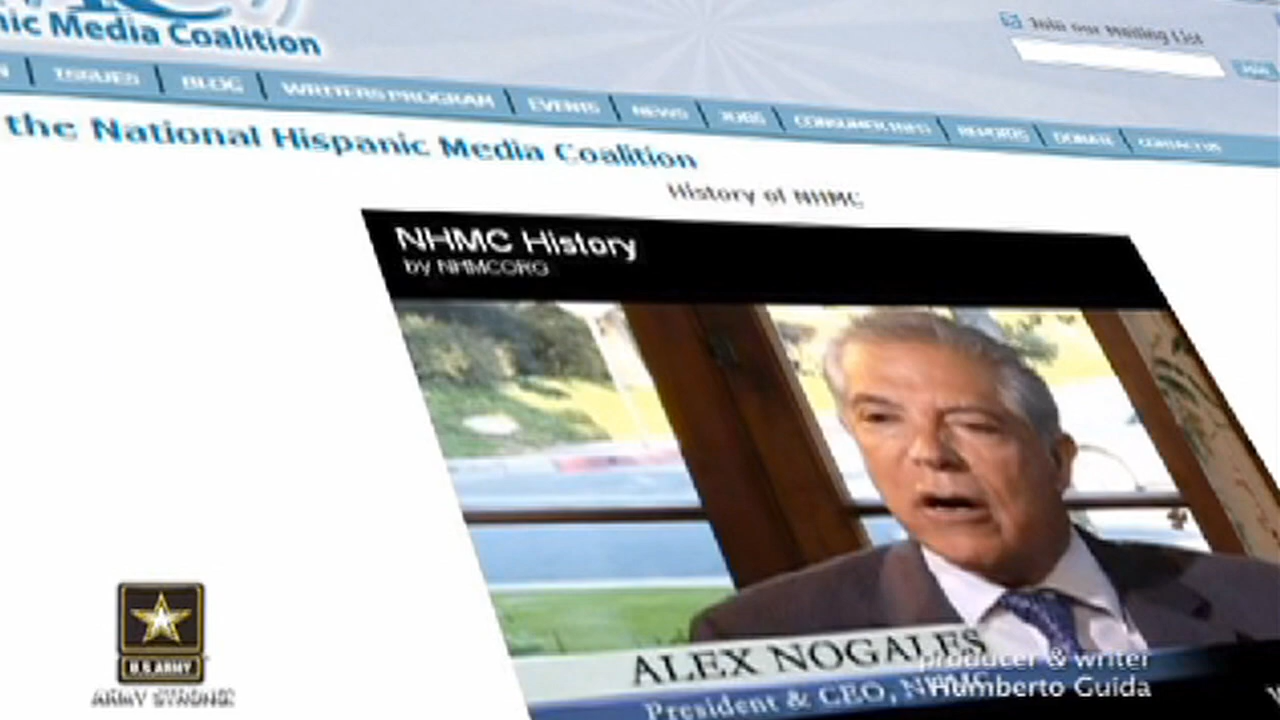 nic Media Coalition
Join our Mailing List
ISSUES BLOG WRITERS PROGRAM EVENTS NEWS JOBS CONSUMER INFO REPORTS DONATE CONTACT US
the National Hispanic Media Coalition
History of NHMC
NHMC History
by NHMCORG
ALEX NOGALES
President & CEO, NHMC
producer & writer
Humberto Guida
U.S. ARMY
ARMY STRONG